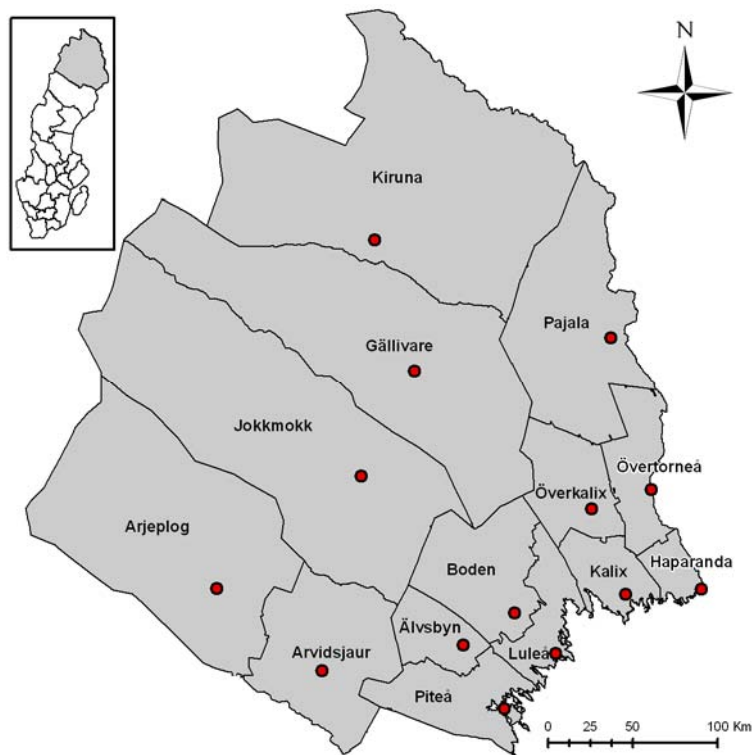 N
Kiruna
Pajala
Gällivare
Jokkmokk
Övertorneå
Överkalix
Arjeplog
Haparanda
Boden
Kalix
Älvsbyn
Arvidsjaur
Luleå
Piteå
0 25 50 100 Km